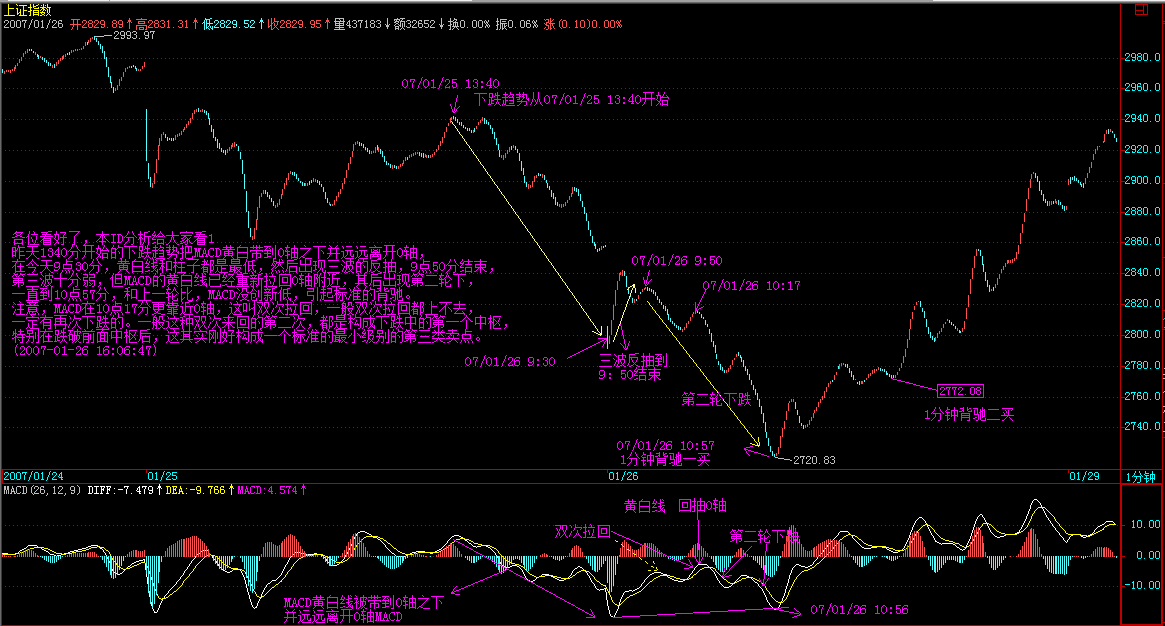 上证指数
2007/01/26 开2829.89↑高2831.31↑低2829.52↑收2829.95↑量437183↓额32652↓换0.00% 振0.06% 涨(0.10)0.00%
2993.97
07/01/25 13:40
下跌趋势从07/01/25 13:40开始
各位看好了，本ID分析给大家看1
昨天1340分开始的下跌趋势把MACD黄白带到0轴之下并远远离开0轴，
在今天9点30分，黄白线和柱子都是最低，然后出现三波的反抽，9点50分结束，
第三波十分弱，但MACD的黄白线已经重新拉回0轴附近，其后出现第二轮下，
一直到10点57分，和上一轮比，MACD没创新低，引起标准的背驰。
注意，MACD在10点17分更靠近0轴，这叫双次拉回，一般双次拉回都上不去，
一定有再次下跌的。一般这种双次来回的第二次，都是构成下跌中的第一个中枢，
特别在跌破前面中枢后，这其实刚好构成一个标准的最小级别的第三类卖点。
(2007-01-26 16:06:47)
07/01/26 9:50
07/01/26 10:17
07/01/26 9:30
三波反抽到
9：50结束
第二轮下跌
07/01/26 10:57
1分钟背驰一买
2720.83
2772.08
1分钟背驰二买
2980.0
2960.0
2940.0
2920.0
2900.0
2880.0
2860.0
2840.0
2820.0
2800.0
2780.0
2760.0
2740.0
2007/01/24
01/25
01/26
01/29
1分钟
MACD(26,12,9) DIFF:-7.479↑DEA:-9.766↑MACD:4.574↑
黄白线 回抽0轴
双次拉回
第二轮下跌
MACD黄白线被带到0轴之下
并远远离开0轴MACD
07/01/26 10:56
10.00
0.00
-10.00